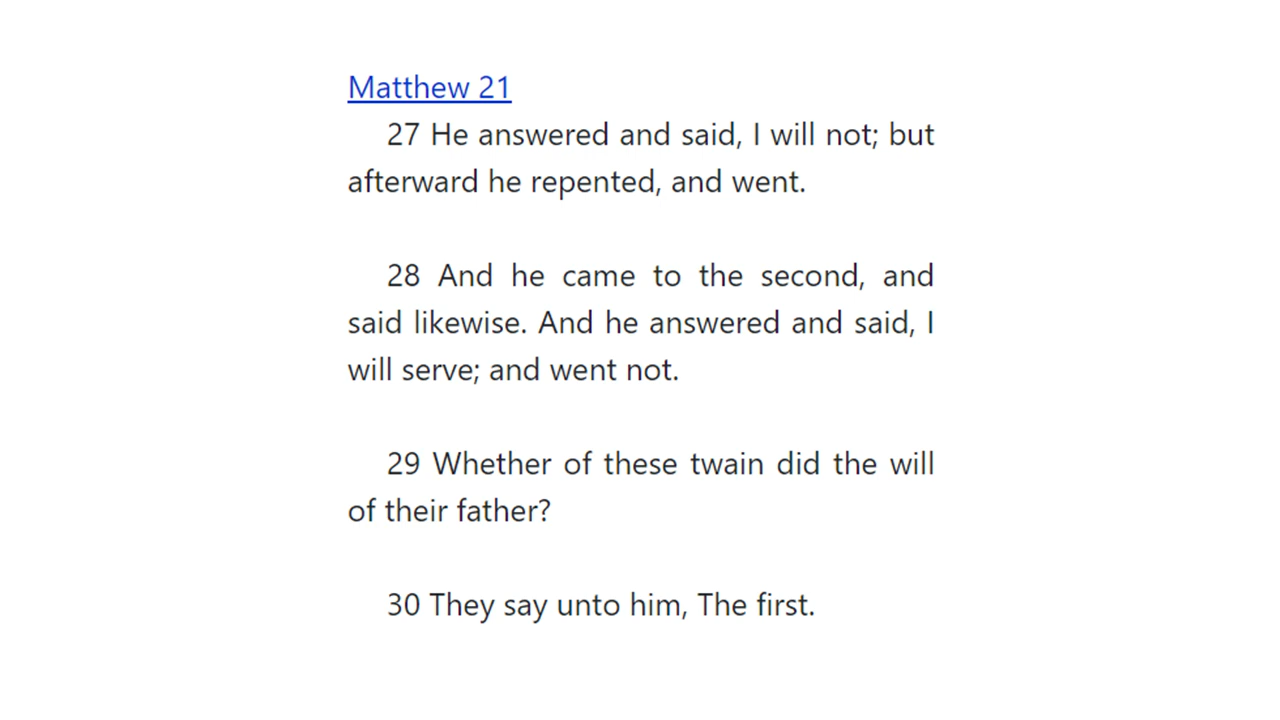 Matthew 21
27 He answered and said, I will not; but
afterward he repented, and went.
28 And he came to the second, and
said likewise. And he answered and said, I
will serve; and went not.
29 Whether of these twain did the will
of their father?
30 They say unto him, The first.